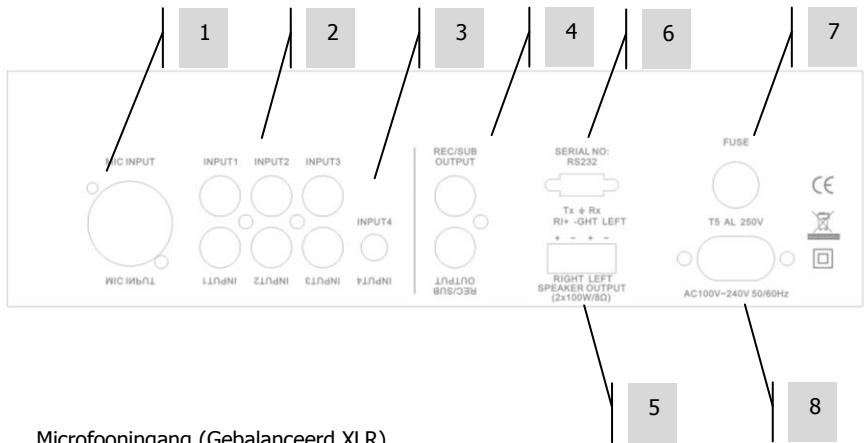 1 2 3 4 6 7
MIC INPUT
INPUT1 INPUT2 INPUT3
INPUT4
REC/SUB
OUTPUT
SERIAL NO:
RS232
Tx ⏚ Rx
RI+ -GHT LEFT
+ - + -
RIGHT LEFT
SPEAKER OUTPUT
(2x100W/8Ω)
FUSE
T5 AL 250V
AC100V~240V 50/60Hz
CE
MIC INPUT
INPUT1 INPUT2 INPUT3 INPUT4
REC/SUB
OUTPUT
5 8
Microfooningang (Gebalanceerd XLR)